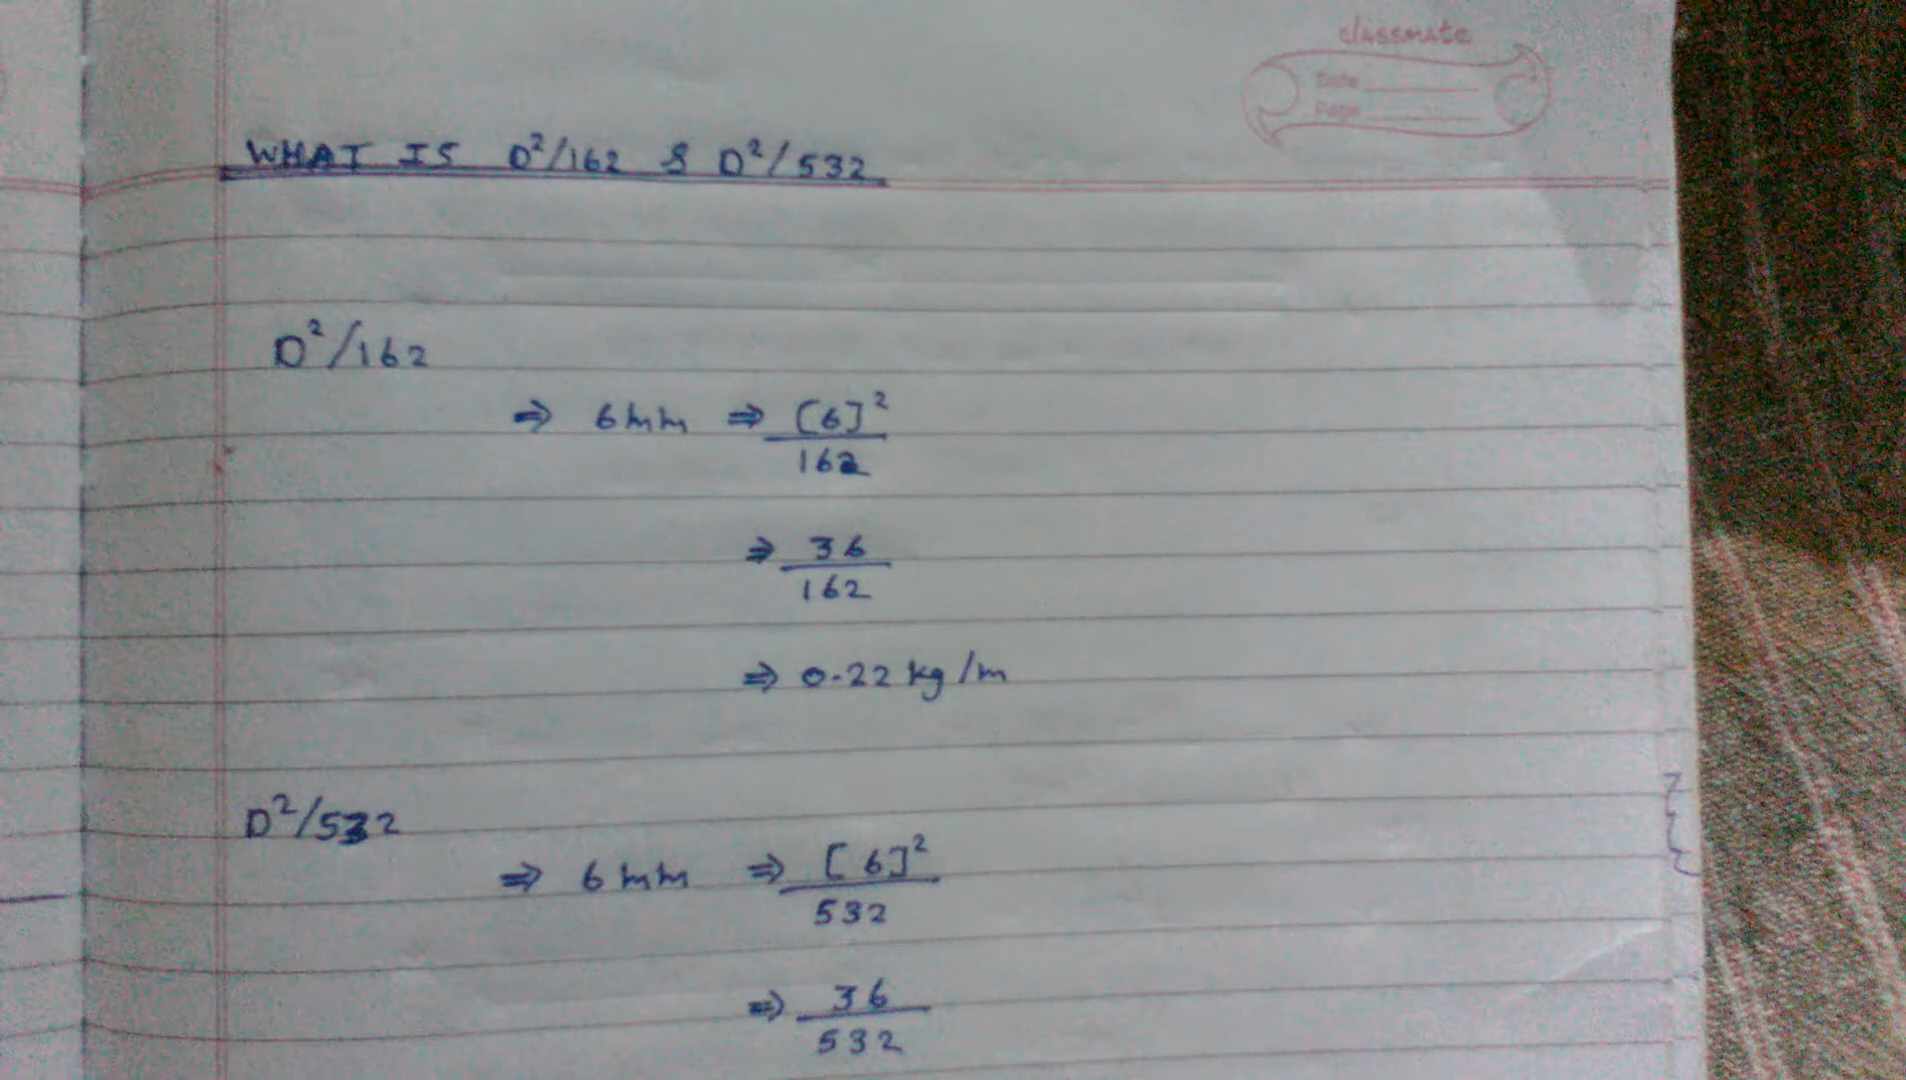 classmate
Date
Page
WHAT IS D²/162 & D²/532
D²/162
⇒ 6mm ⇒ [6]²
162
⇒ 36
162
⇒ 0.22 kg/m
D²/532
⇒ 6mm ⇒ [6]²
532
⇒ 36
532